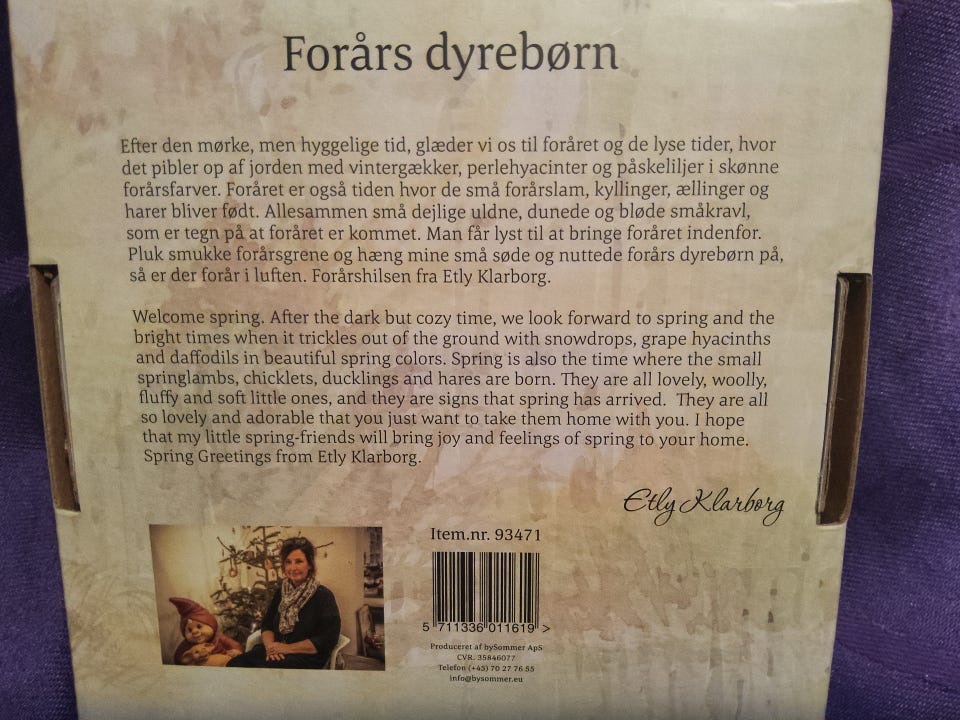 Forårs dyrebørn
Efter den mørke, men hyggelige tid, glæder vi os til foråret og de lyse tider, hvor
det pibler op af jorden med vintergækker, perlehyacinter og påskeliljer i skønne
forårsfarver. Foråret er også tiden hvor de små forårslam, kyllinger, ællinger og
harer bliver født. Allesammen små dejlige uldne, dunede og bløde småkravl,
som er tegn på at foråret er kommet. Man får lyst til at bringe foråret indenfor.
Pluk smukke forårsgrene og hæng mine små søde og nuttede forårs dyrebørn på,
så er der forår i luften. Forårshilsen fra Etly Klarborg.
Welcome spring. After the dark but cozy time, we look forward to spring and the
bright times when it trickles out of the ground with snowdrops, grape hyacinths
and daffodils in beautiful spring colors. Spring is also the time where the small
springlambs, chicklets, ducklings and hares are born. They are all lovely, woolly,
fluffy and soft little ones, and they are signs that spring has arrived. They are all
so lovely and adorable that you just want to take them home with you. I hope
that my little spring-friends will bring joy and feelings of spring to your home.
Spring Greetings from Etly Klarborg.
Etly Klarborg
Item.nr. 93471
5 711336 011619 >
Produceret af bySommer ApS
CVR. 35846077
Telefon (+45) 70 27 76 55
info@bysommer.eu